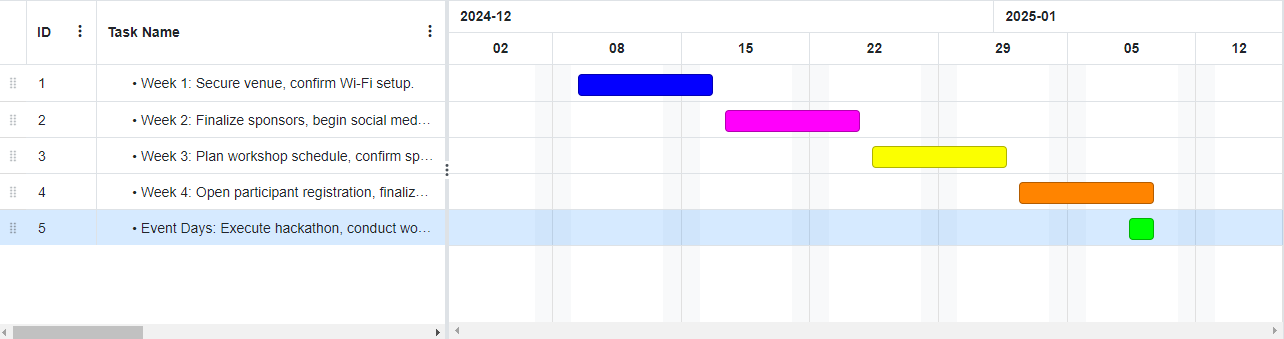 2024-12 2025-01
ID Task Name
02 08 15 22 29 05 12
1 • Week 1: Secure venue, confirm Wi-Fi setup.
2 • Week 2: Finalize sponsors, begin social med…
3 • Week 3: Plan workshop schedule, confirm sp…
4 • Week 4: Open participant registration, finaliz…
5 • Event Days: Execute hackathon, conduct wo…